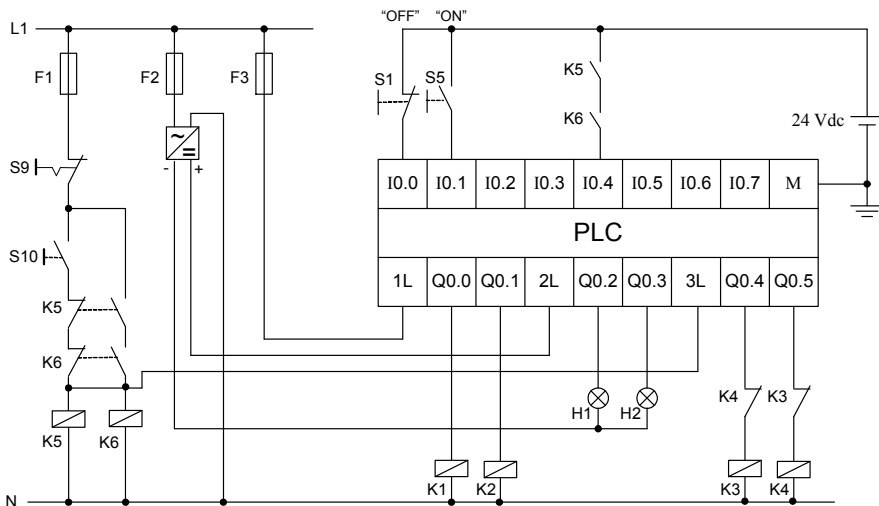 L1 "OFF" "ON"
F1 F2 F3 S1 S5 K5
K6 24 Vdc
~ =
- +
S9
I0.0 I0.1 I0.2 I0.3 I0.4 I0.5 I0.6 I0.7 M
PLC
S10
1L Q0.0 Q0.1 2L Q0.2 Q0.3 3L Q0.4 Q0.5
K5
K6
H1 H2 K4 K3
K5 K6
K1 K2 K3 K4
N